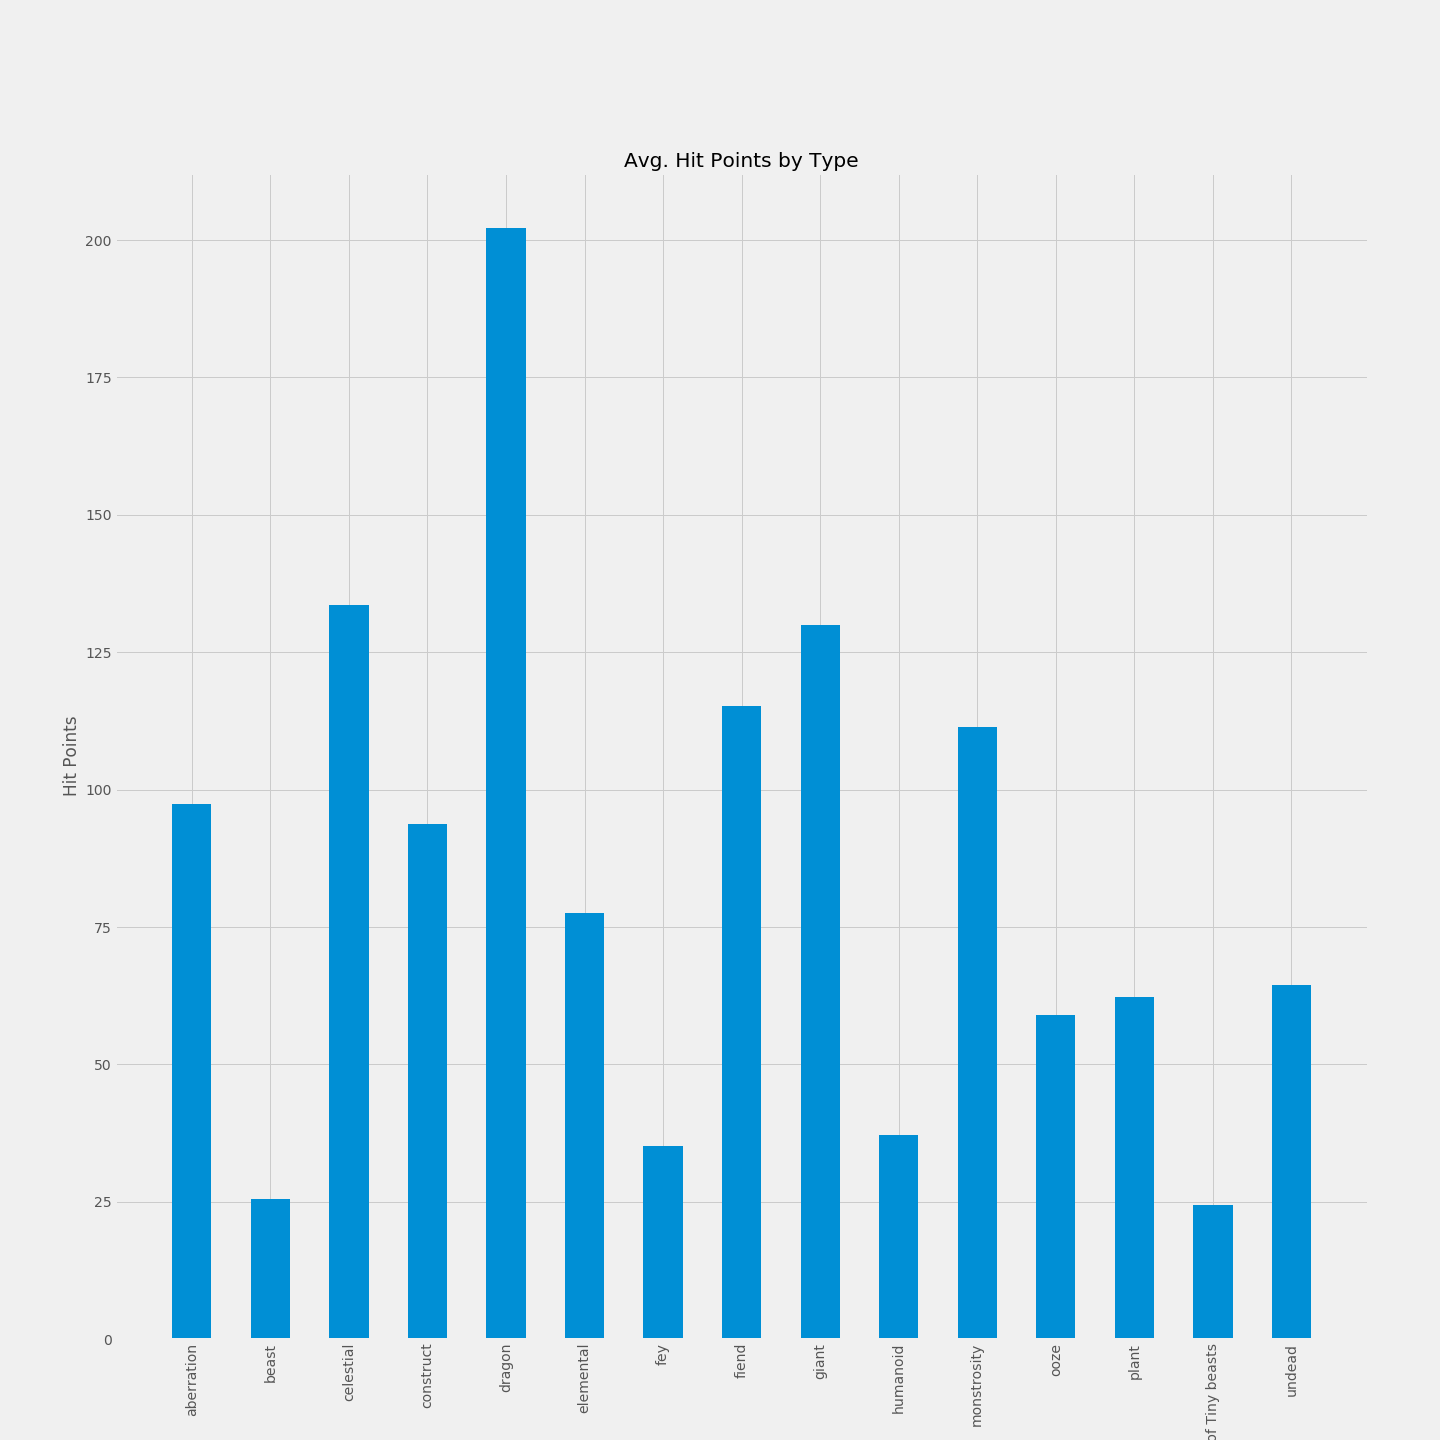 Avg. Hit Points by Type
Hit Points
200
175
150
125
100
75
50
25
0
aberration
beast
celestial
construct
dragon
elemental
fey
fiend
giant
humanoid
monstrosity
ooze
plant
of Tiny beasts
undead